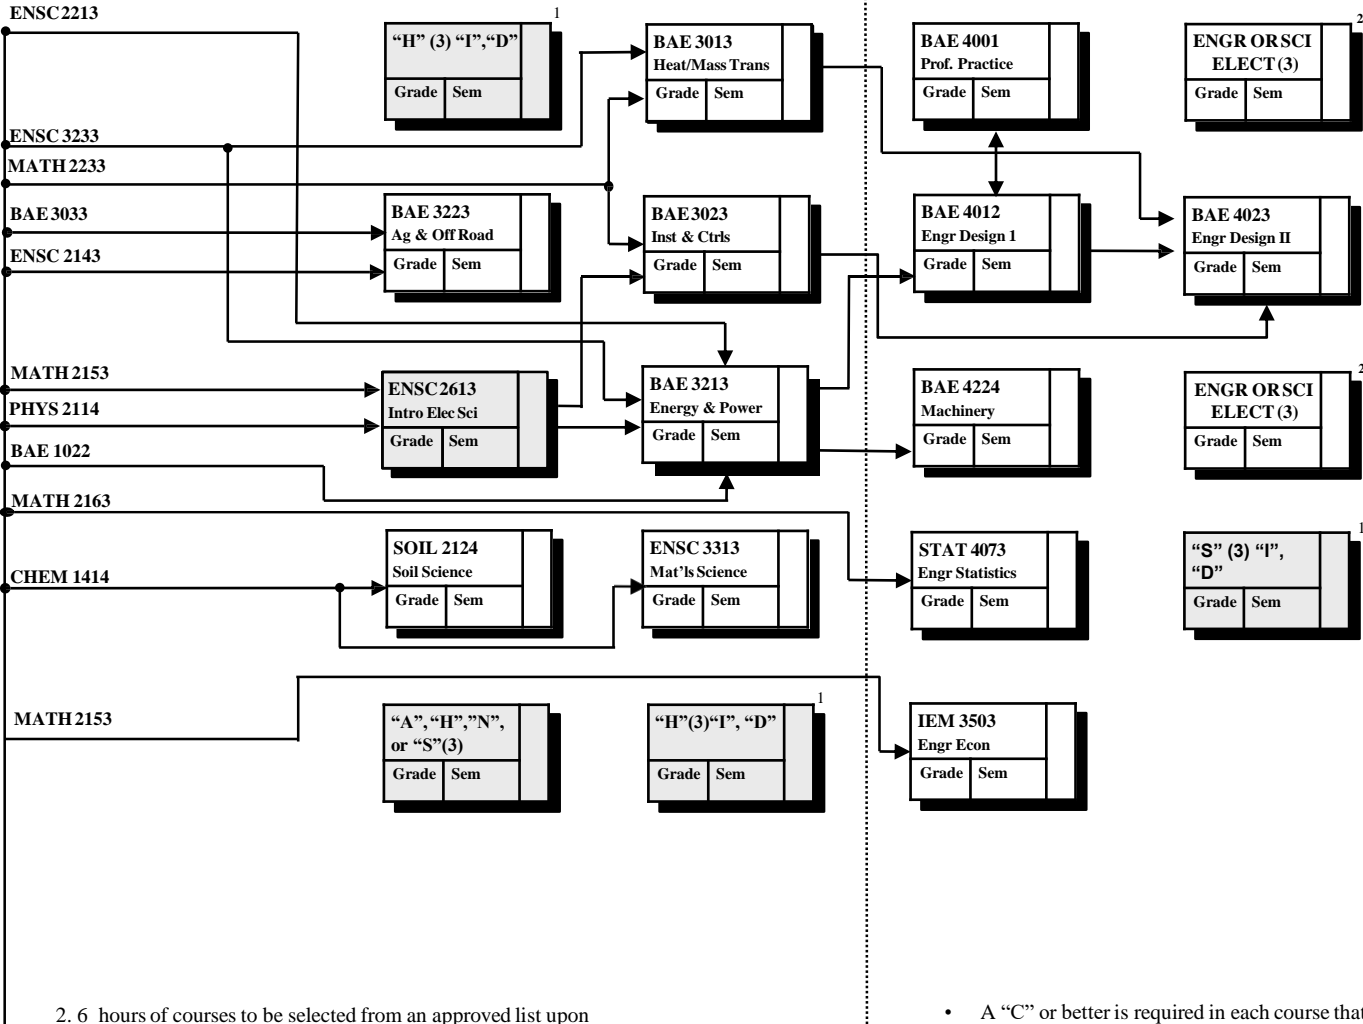 ENSC2213
1
2
“H” (3) “I”,“D”
Grade Sem
BAE 3013
Heat/Mass Trans
Grade Sem
BAE 4001
Prof. Practice
Grade Sem
ENGR OR SCI
ELECT (3)
Grade Sem
ENSC 3233
MATH 2233
BAE 3033
ENSC 2143
BAE 3223
Ag & Off Road
Grade Sem
BAE 3023
Inst & Ctrls
Grade Sem
BAE 4012
Engr Design 1
Grade Sem
BAE 4023
Engr Design II
Grade Sem
MATH 2153
PHYS 2114
BAE 1022
MATH 2163
ENSC 2613
Intro Elec Sci
Grade Sem
BAE 3213
Energy & Power
Grade Sem
BAE 4224
Machinery
Grade Sem
2
ENGR OR SCI
ELECT (3)
Grade Sem
CHEM 1414
SOIL 2124
Soil Science
Grade Sem
ENSC 3313
Mat’ls Science
Grade Sem
STAT 4073
Engr Statistics
Grade Sem
1
“S” (3) “I”,
“D”
Grade Sem
MATH 2153
“A”, “H”,”N”,
or “S”(3)
Grade Sem
1
“H”(3)“I”, “D”
Grade Sem
IEM 3503
Engr Econ
Grade Sem
2. 6 hours of courses to be selected from an approved list upon
• A “C” or better is required in each course that